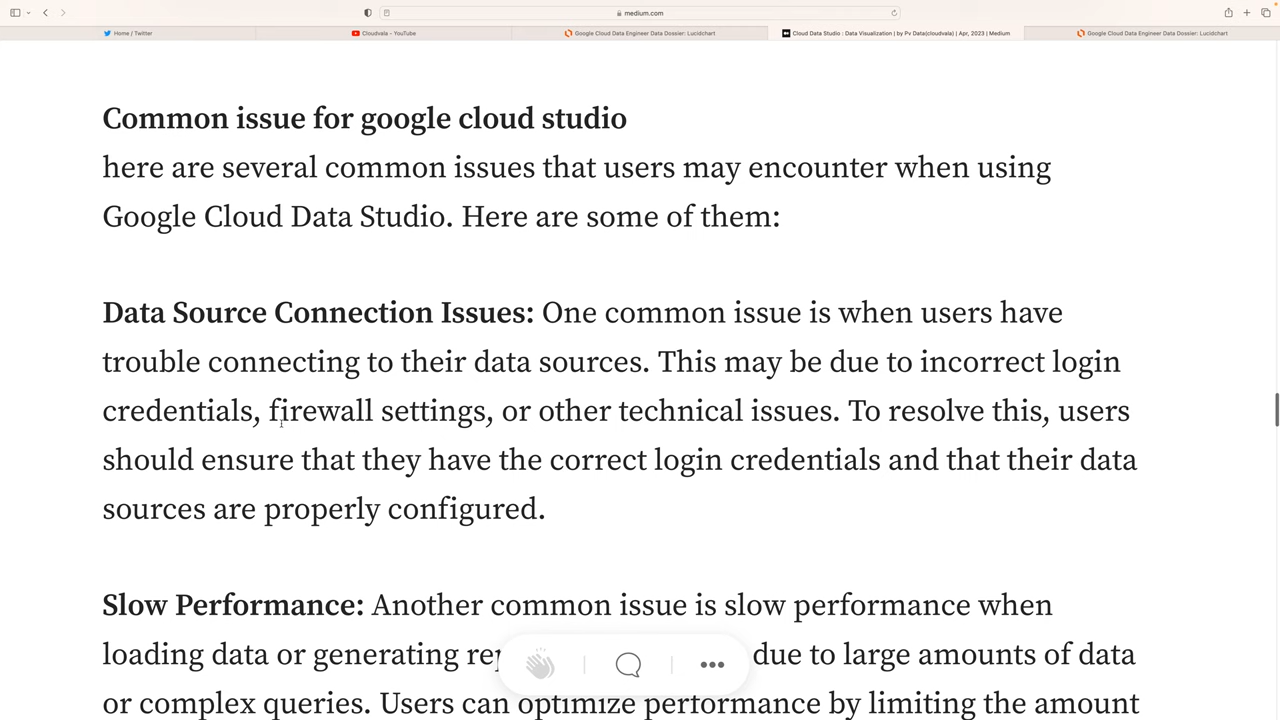 medium.com
Home / Twitter
Cloudvala - YouTube
Google Cloud Data Engineer Data Dossier: Lucidchart
Cloud Data Studio : Data Visualization | by Pv Data(cloudvala) | Apr, 2023 | Medium
Google Cloud Data Engineer Data Dossier: Lucidchart
Common issue for google cloud studio
here are several common issues that users may encounter when using
Google Cloud Data Studio. Here are some of them:
Data Source Connection Issues: One common issue is when users have
trouble connecting to their data sources. This may be due to incorrect login
credentials, firewall settings, or other technical issues. To resolve this, users
should ensure that they have the correct login credentials and that their data
sources are properly configured.
Slow Performance: Another common issue is slow performance when
loading data or generating due to large amounts of data
or complex queries. Users can optimize performance by limiting the amount